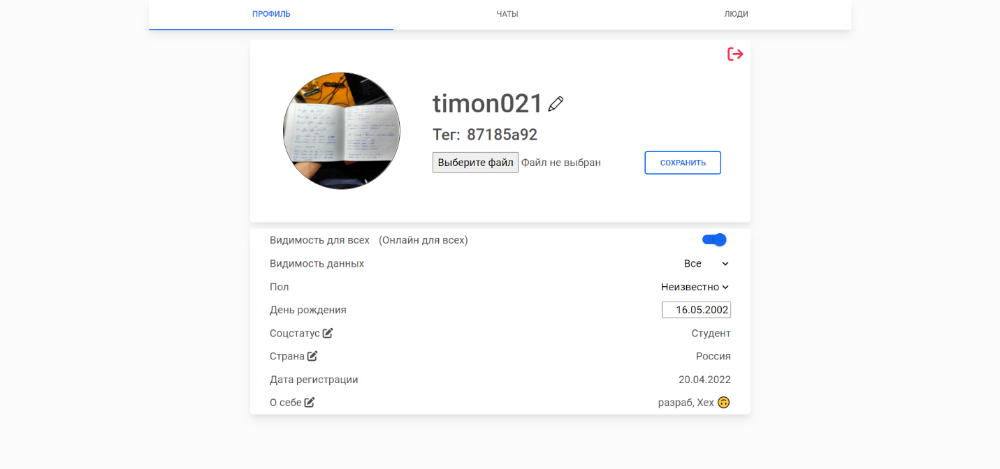 ПРОФИЛЬ ЧАТЫ ЛЮДИ
timon021
Тег: 87185a92
Выберите файл Файл не выбран СОХРАНИТЬ
Видимость для всех (Онлайн для всех)
Видимость данных Все
Пол Неизвестно
День рождения 16.05.2002
Соцстатус Студент
Страна Россия
Дата регистрации 20.04.2022
О себе разраб, Хех 🙃